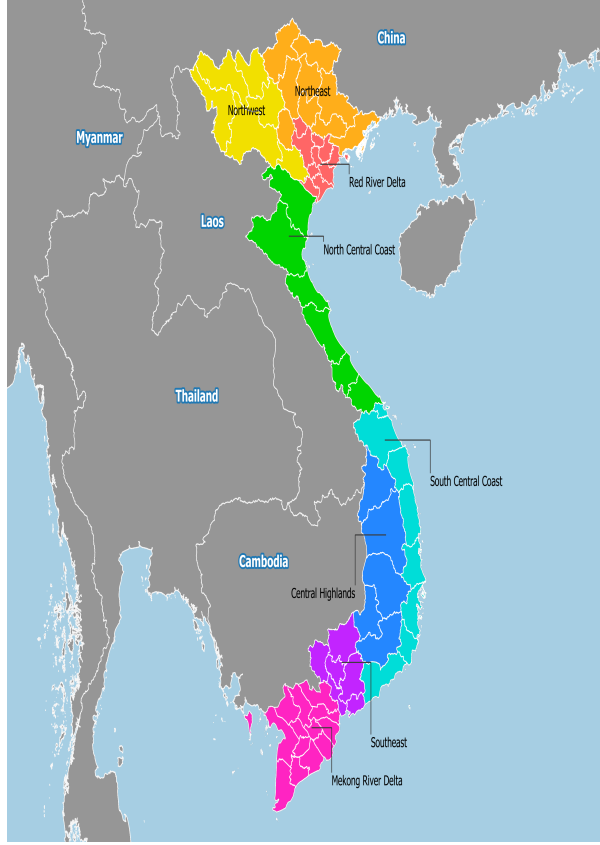 China
Northeast
Northwest
Myanmar
Red River Delta
Laos
North Central Coast
Thailand
South Central Coast
Cambodia
Central Highlands
Southeast
Mekong River Delta